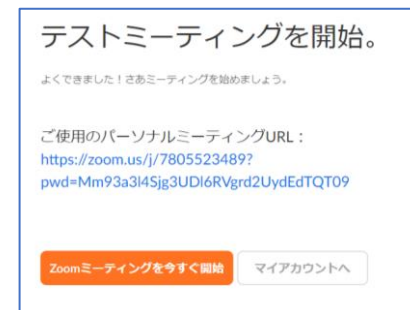 テストミーティングを開始。
よくできました！さあミーティングを始めましょう。
ご使用のパーソナルミーティングURL：
https://zoom.us/j/7805523489?
pwd=Mm93a3l4Sjg3UDl6RVgrd2UydEdTQT09
Zoomミーティングを今すぐ開始
マイアカウントへ